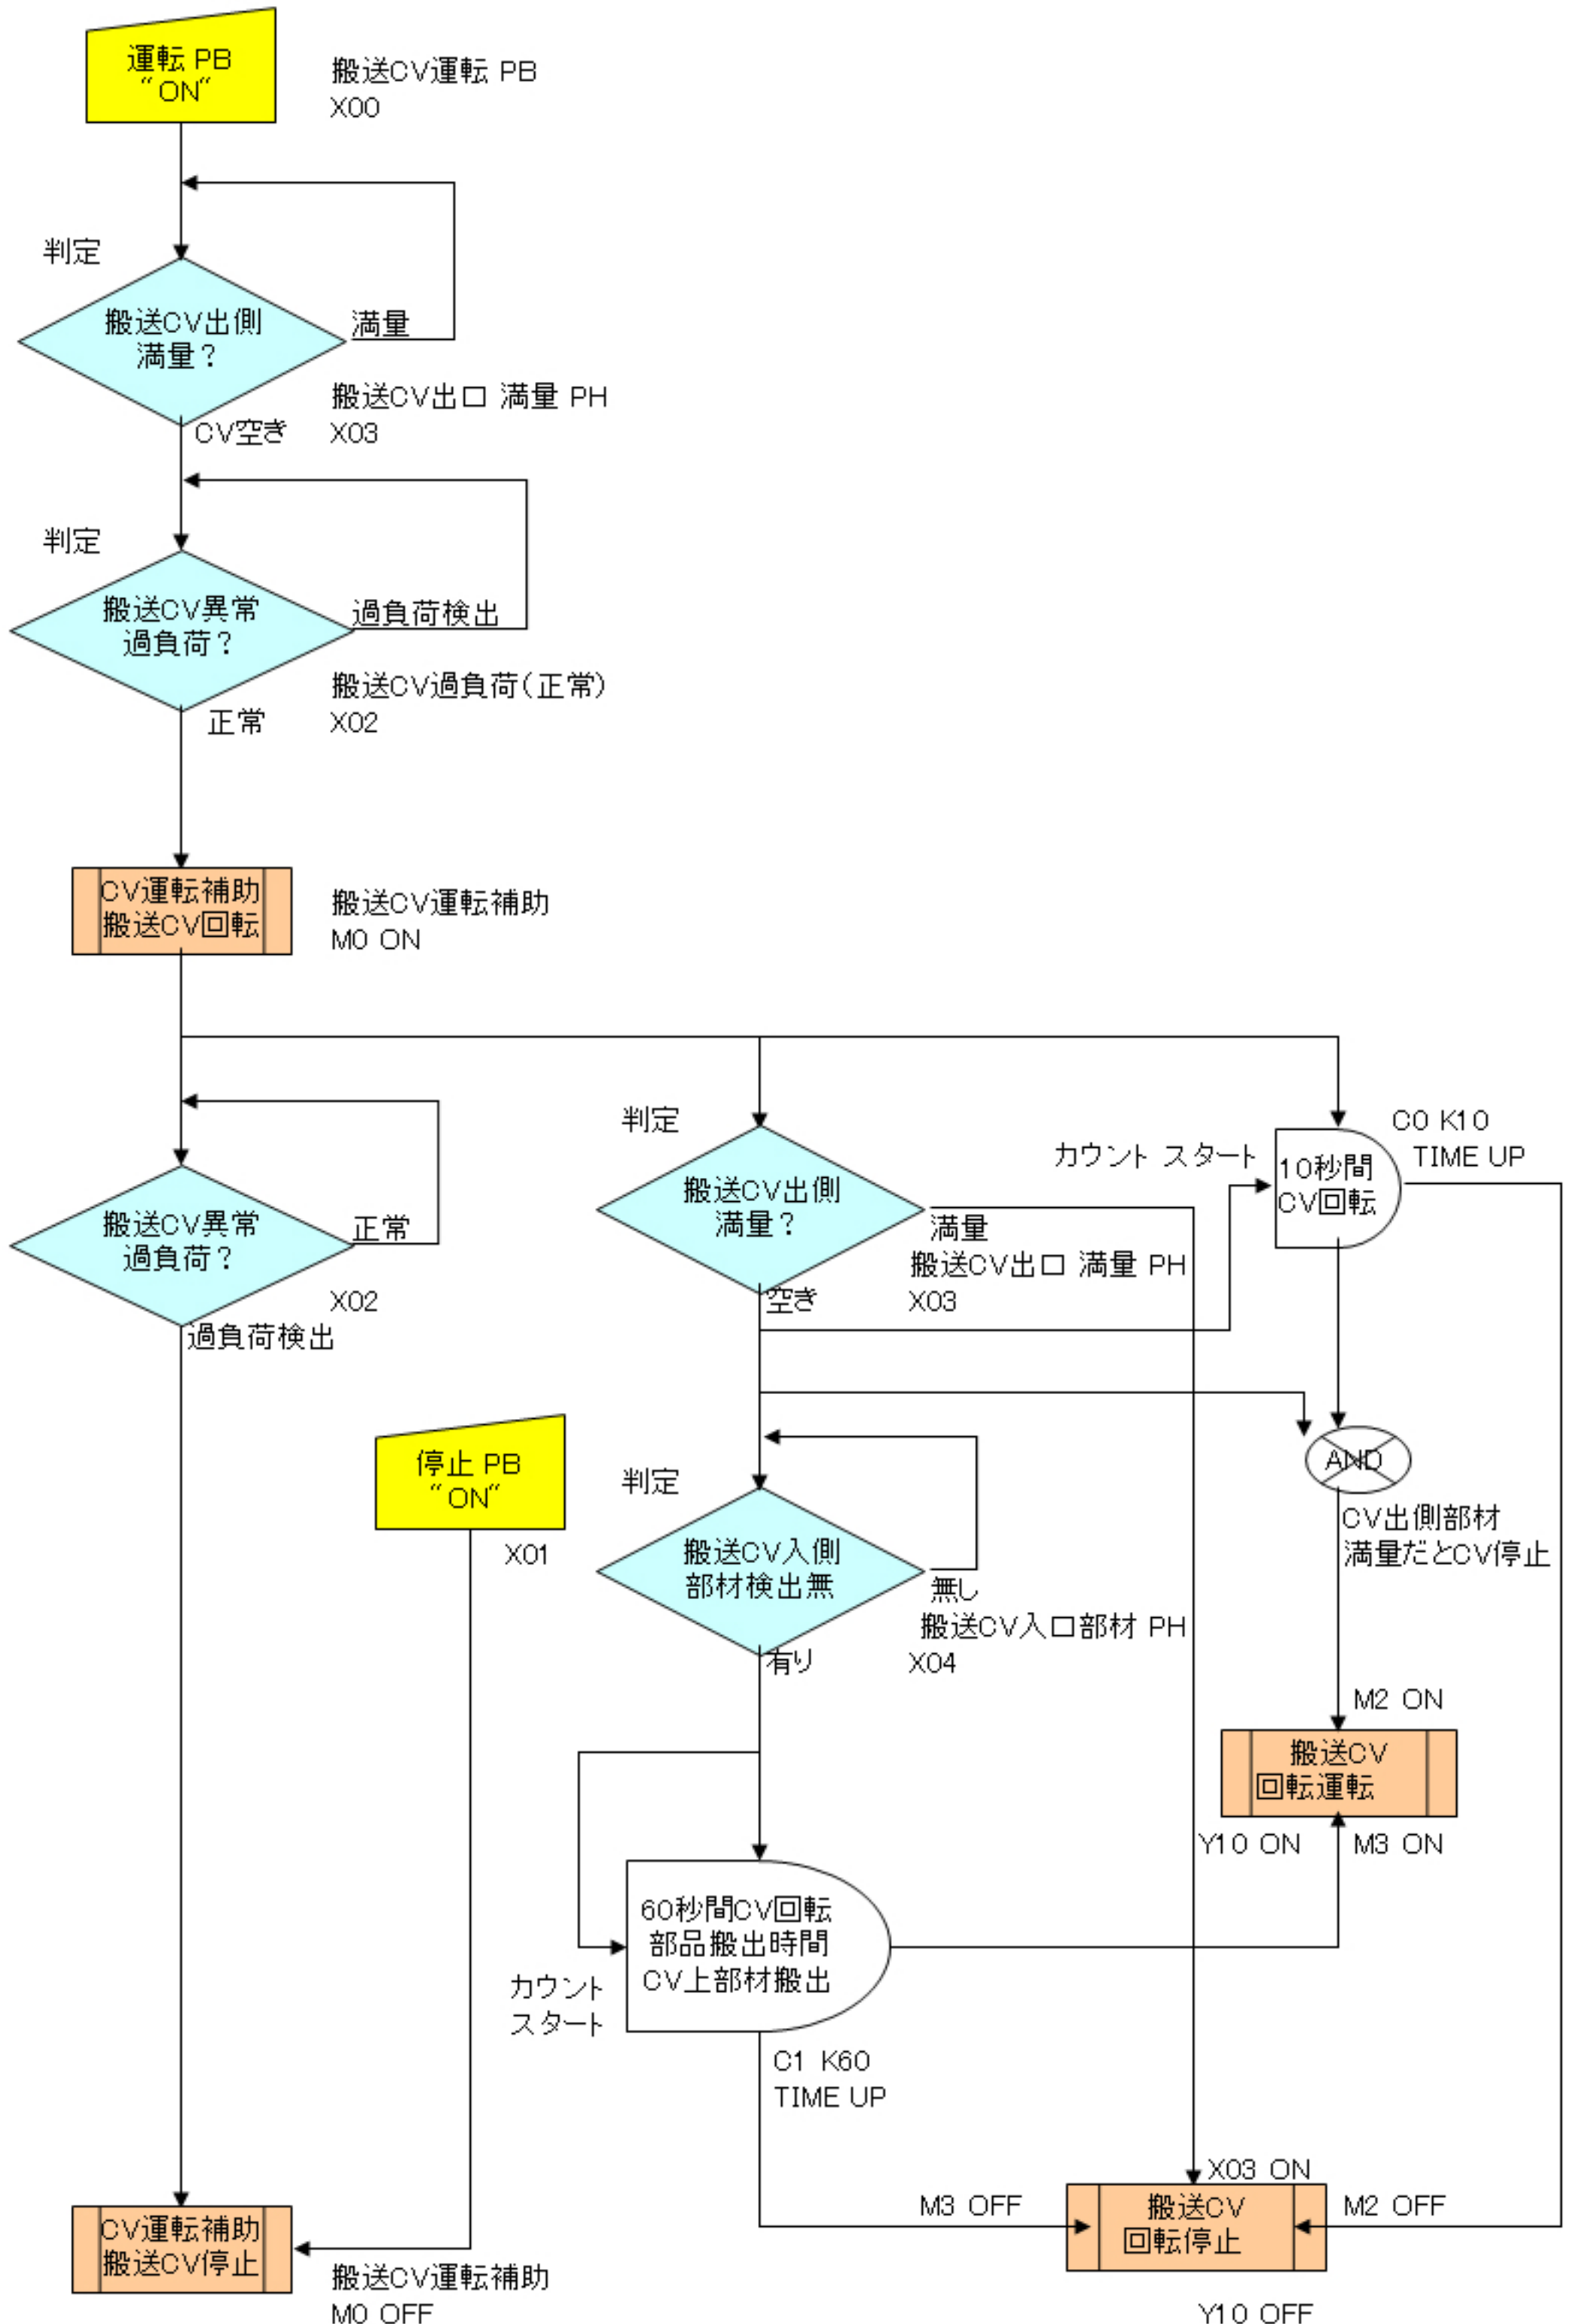 運転 PB
“ON“
搬送CV運転 PB
X00
判定
搬送CV出側
満量？
満量
搬送CV出口 満量 PH
X03
CV空き
判定
搬送CV異常
過負荷？
過負荷検出
搬送CV過負荷(正常)
X02
正常
CV運転補助
搬送CV回転
搬送CV運転補助
M0 ON
判定
搬送CV出側
満量？
満量
搬送CV出口 満量 PH
X03
空き
カウント スタート
10秒間
CV回転
C0 K10
TIME UP
搬送CV異常
過負荷？
正常
X02
過負荷検出
AND
CV出側部材
満量だとCV停止
停止 PB
“ON“
X01
判定
搬送CV入側
部材検出無
無し
搬送CV入口部材 PH
X04
有り
M2 ON
搬送CV
回転運転
Y10 ON
M3 ON
60秒間CV回転
部品搬出時間
CV上部材搬出
カウント
スタート
C1 K60
TIME UP
X03 ON
M3 OFF
搬送CV
回転停止
M2 OFF
Y10 OFF
CV運転補助
搬送CV停止
搬送CV運転補助
M0 OFF